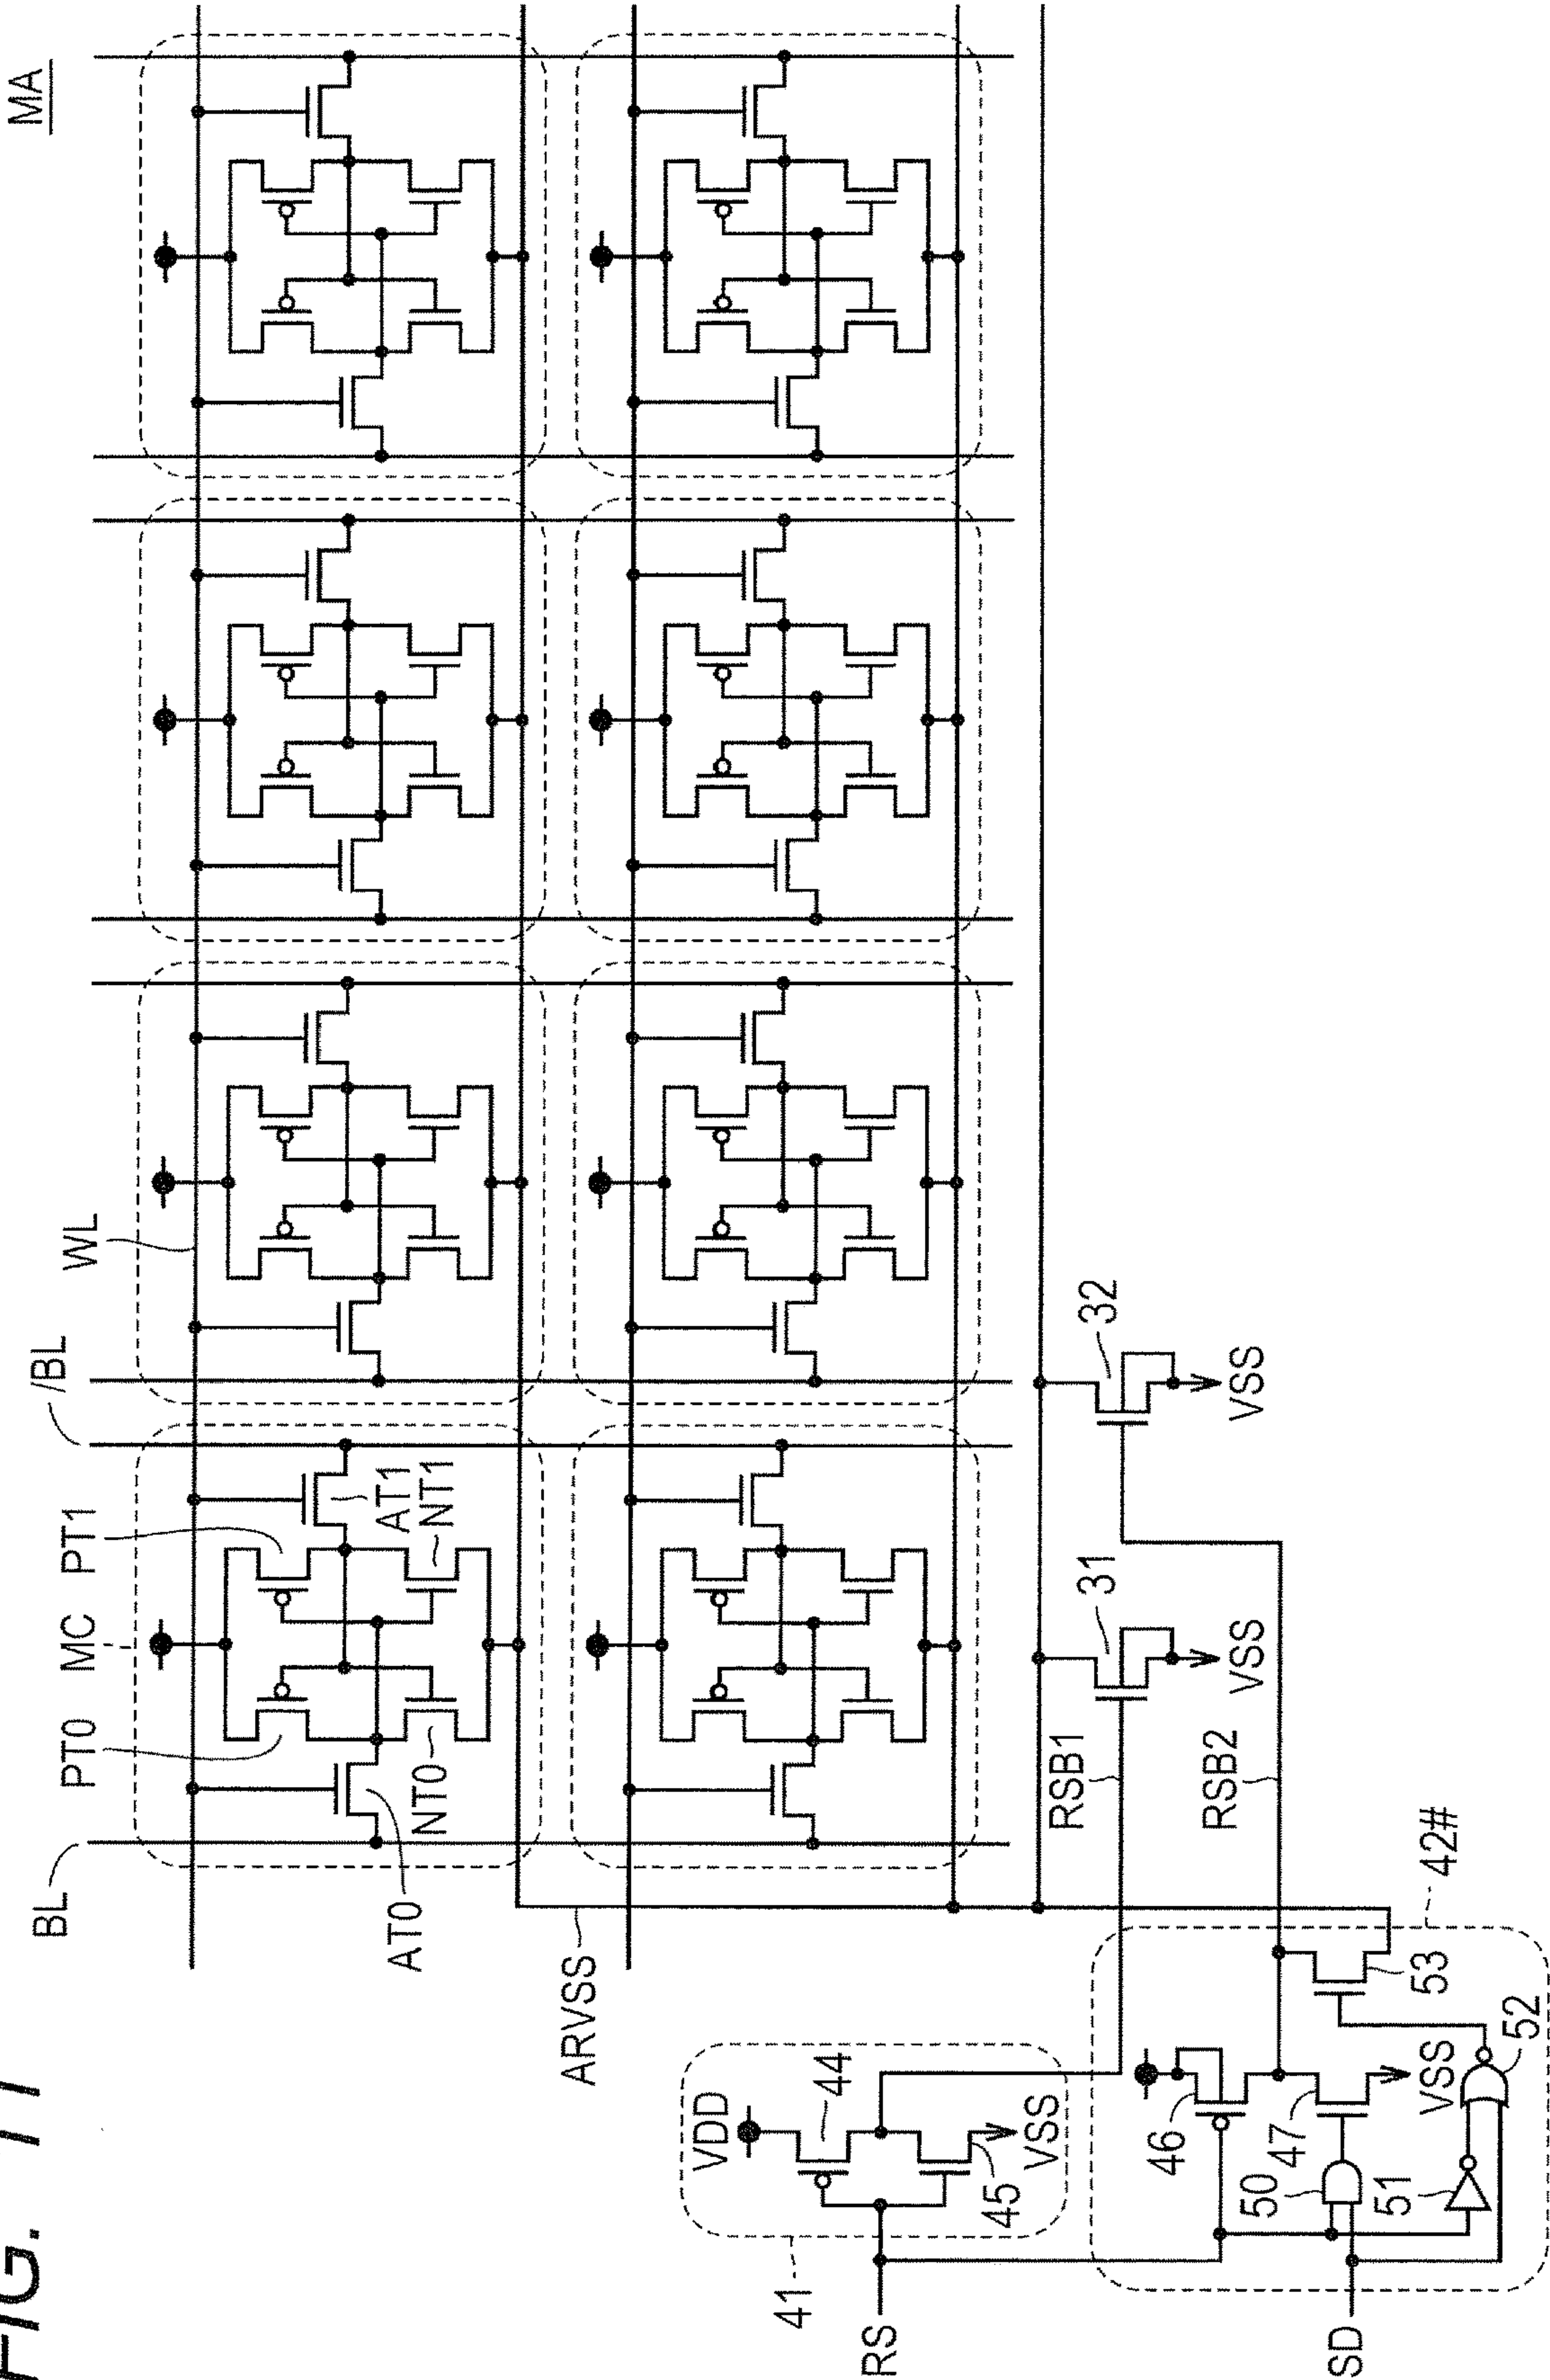 FIG. 11
MA
WL
/BL
BL
PT0
MC
PT1
AT1
NT1
NT0
AT0
ARVSS
32
VSS
31
VSS
RSB1
RSB2
42#
53
52
VDD
44
45
VSS
41
RS
46
47
VSS
50
51
SD